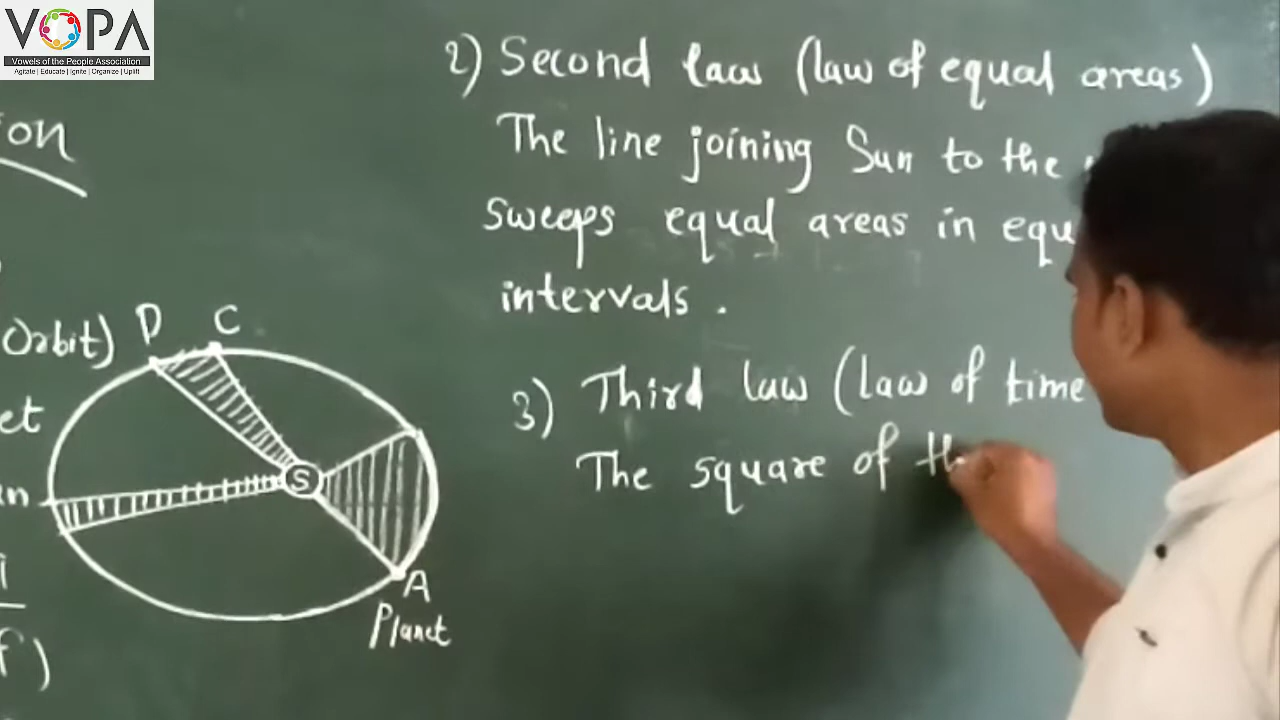 VOPA
Vowels of the People Association
Agitate | Educate | Ignite | Organize | Uplift
on
2) Second law (law of equal areas)
The line joining Sun to the
sweeps equal areas in equ
intervals.
3) Third law (law of time
The square of th
Orbit)
et
n
i
f)
D
C
S
A
Planet